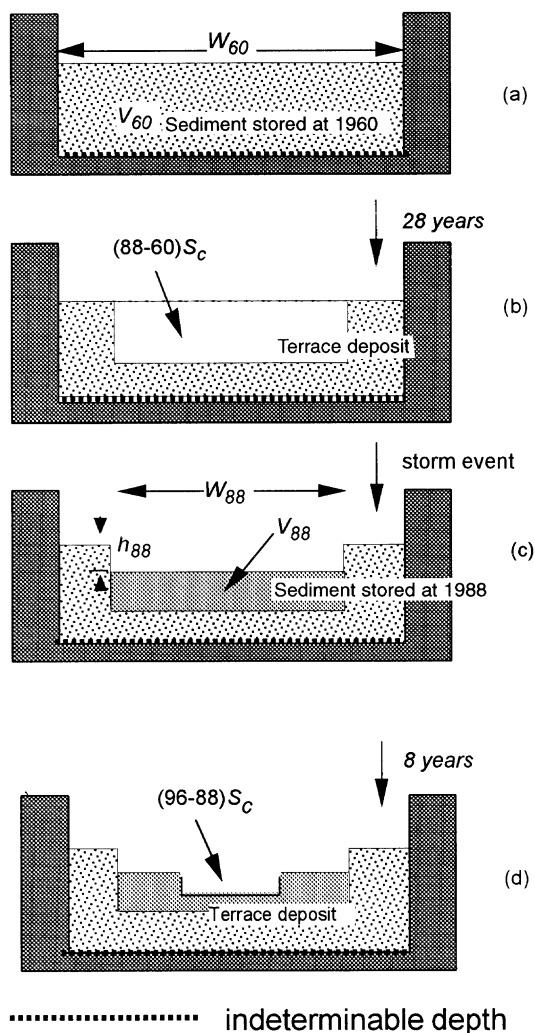 W60
(a)
V60 Sediment stored at 1960
28 years
(88-60)Sc
(b)
Terrace deposit
storm event
W88
V88
(c)
h88
Sediment stored at 1988
8 years
(96-88)Sc
(d)
Terrace deposit
indeterminable depth